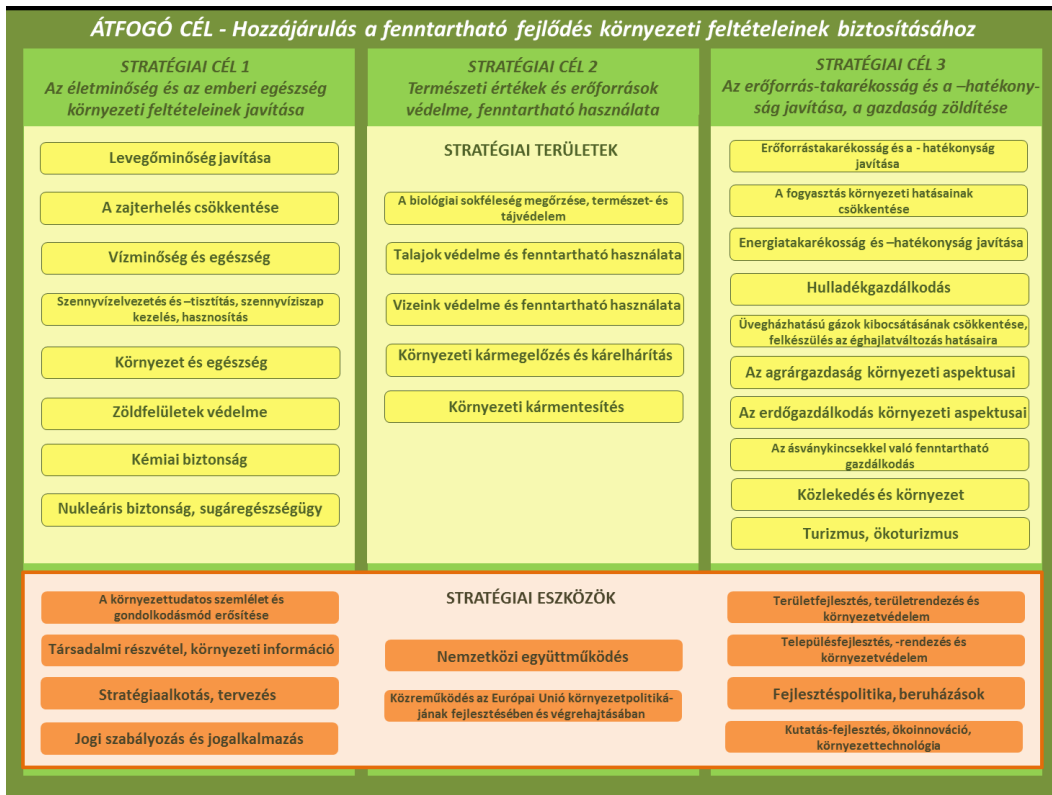 ÁTFOGÓ CÉL - Hozzájárulás a fenntartható fejlődés környezeti feltételeinek biztosításához
STRATÉGIAI CÉL 1
Az életminőség és az emberi egészség
környezeti feltételeinek javítása
STRATÉGIAI CÉL 2
Természeti értékek és erőforrások
védelme, fenntartható használata
STRATÉGIAI CÉL 3
Az erőforrás-takarékosság és a –hatékony-
ság javítása, a gazdaság zöldítése
Levegőminőség javítása
A zajterhelés csökkentése
Vízminőség és egészség
Szennyvízelvezetés és –tisztítás, szennyvíziszap
kezelés, hasznosítás
Környezet és egészség
Zöldfelületek védelme
Kémiai biztonság
Nukleáris biztonság, sugáregészségügy
STRATÉGIAI TERÜLETEK
A biológiai sokféleség megőrzése, természet- és
tájvédelem
Talajok védelme és fenntartható használata
Vizeink védelme és fenntartható használata
Környezeti kármegelőzés és kárelhárítás
Környezeti kármentesítés
Erőforrástakarékosság és a - hatékonyság
javítása
A fogyasztás környezeti hatásainak
csökkentése
Energiatakarékosság és –hatékonyság javítása
Hulladékgazdálkodás
Üvegházhatású gázok kibocsátásának csökkentése,
felkészülés az éghajlatváltozás hatásaira
Az agrárgazdaság környezeti aspektusai
Az erdőgazdálkodás környezeti aspektusai
Az ásványkincsekkel való fenntartható
gazdálkodás
Közlekedés és környezet
Turizmus, ökoturizmus
A környezettudatos szemlélet és
gondolkodásmód erősítése
Társadalmi részvétel, környezeti információ
Stratégiaalkotás, tervezés
Jogi szabályozás és jogalkalmazás
STRATÉGIAI ESZKÖZÖK
Nemzetközi együttműködés
Közreműködés az Európai Unió környezetpolitiká-
jának fejlesztésében és végrehajtásában
Területfejlesztés, területrendezés és
környezetvédelem
Településfejlesztés, -rendezés és
környezetvédelem
Fejlesztéspolitika, beruházások
Kutatás-fejlesztés, ökoinnováció,
környezettechnológia